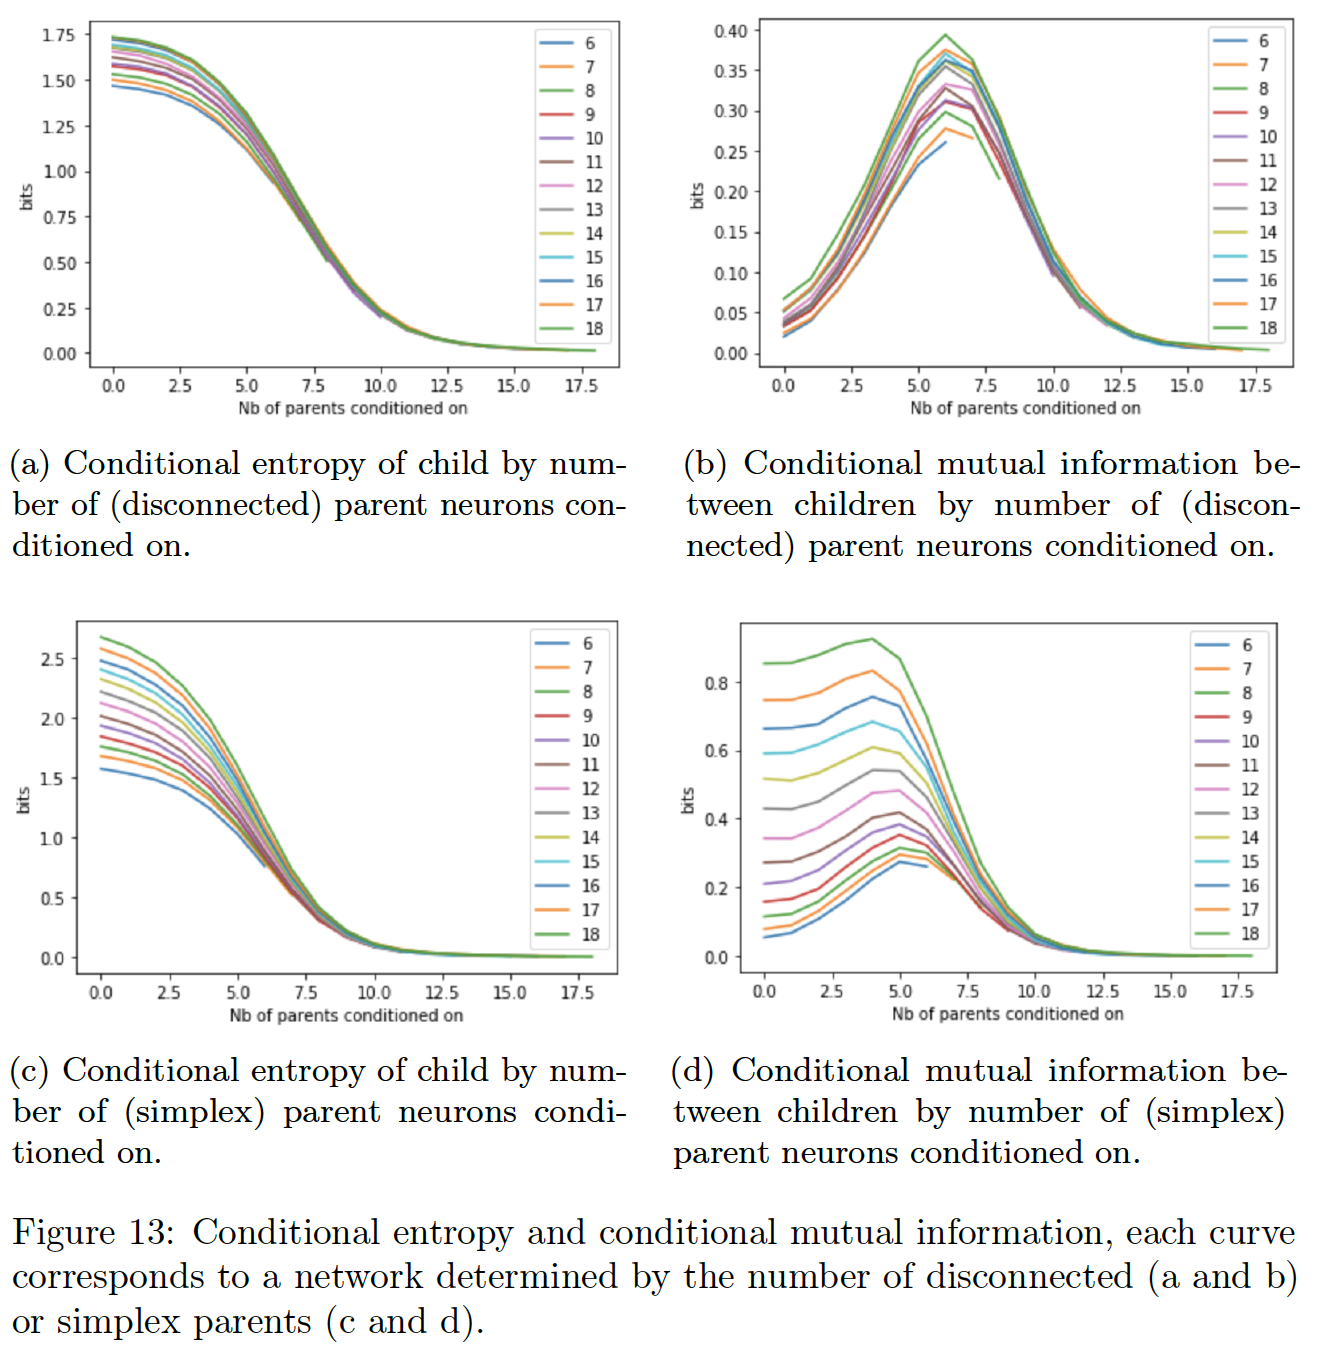 1.75
1.50
1.25
1.00
0.75
0.50
0.25
0.00
bits
0.0 2.5 5.0 7.5 10.0 12.5 15.0 17.5
Nb of parents conditioned on
6
7
8
9
10
11
12
13
14
15
16
17
18
0.40
0.35
0.30
0.25
0.20
0.15
0.10
0.05
0.00
bits
0.0 2.5 5.0 7.5 10.0 12.5 15.0 17.5
Nb of parents conditioned on
6
7
8
9
10
11
12
13
14
15
16
17
18
(a) Conditional entropy of child by num-
ber of (disconnected) parent neurons con-
ditioned on.
(b) Conditional mutual information be-
tween children by number of (discon-
nected) parent neurons conditioned on.
2.5
2.0
1.5
1.0
0.5
0.0
bits
0.0 2.5 5.0 7.5 10.0 12.5 15.0 17.5
Nb of parents conditioned on
6
7
8
9
10
11
12
13
14
15
16
17
18
0.8
0.6
0.4
0.2
0.0
bits
0.0 2.5 5.0 7.5 10.0 12.5 15.0 17.5
Nb of parents conditioned on
6
7
8
9
10
11
12
13
14
15
16
17
18
(c) Conditional entropy of child by num-
ber of (simplex) parent neurons condi-
tioned on.
(d) Conditional mutual information be-
tween children by number of (simplex)
parent neurons conditioned on.
Figure 13: Conditional entropy and conditional mutual information, each curve
corresponds to a network determined by the number of disconnected (a and b)
or simplex parents (c and d).